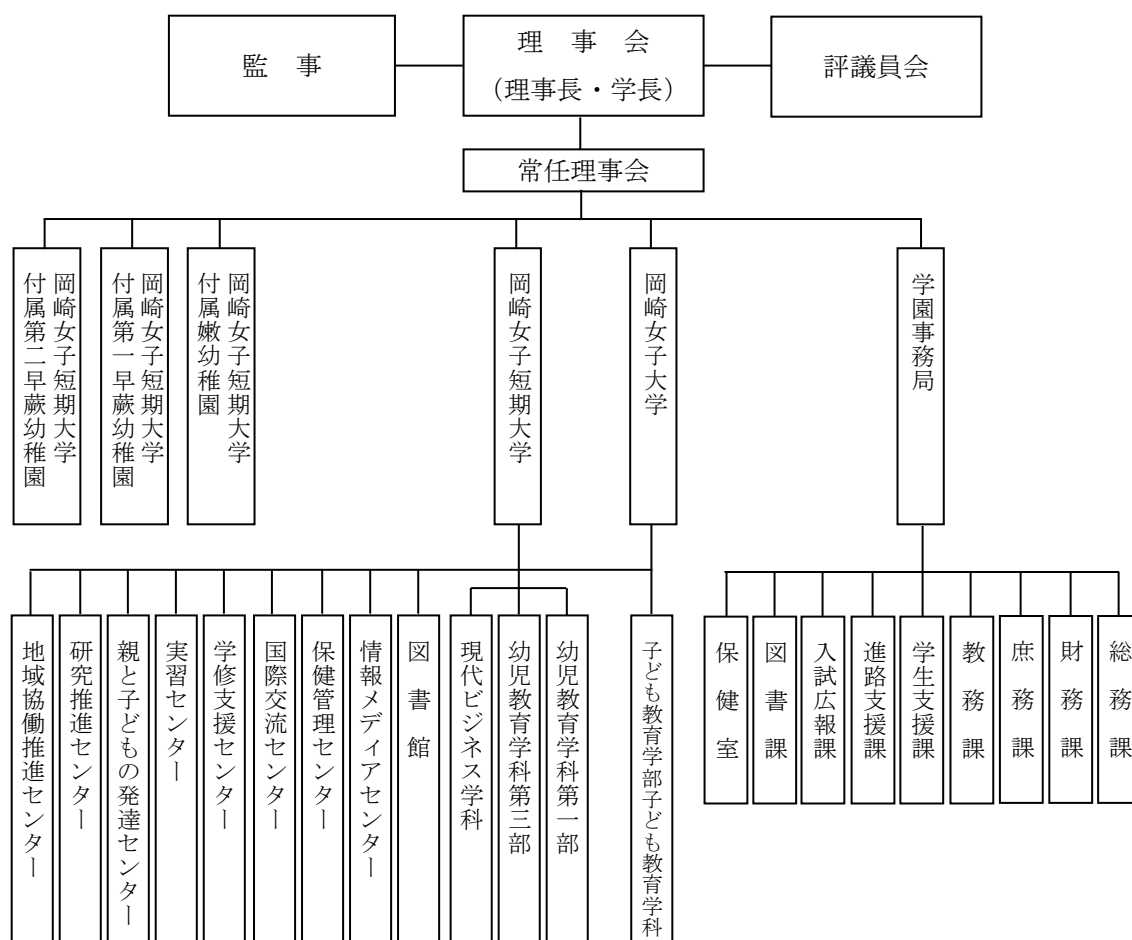 監　事
理　事　会
（理事長・学長）
評議員会
常任理事会
岡崎女子短期大学
付属第二早蕨幼稚園
岡崎女子短期大学
付属第一早蕨幼稚園
岡崎女子短期大学
付属嫩幼稚園
岡崎女子短期大学
岡崎女子大学
学園事務局
地域協働推進センター
研究推進センター
親と子どもの発達センター
実習センター
学修支援センター
国際交流センター
保健管理センター
情報メディアセンター
図　書　館
現代ビジネス学科
幼児教育学科第三部
幼児教育学科第一部
子ども教育学部子ども教育学科
保　健　室
図　書　課
入試広報課
進路支援課
学生支援課
教　務　課
庶　務　課
財　務　課
総　務　課